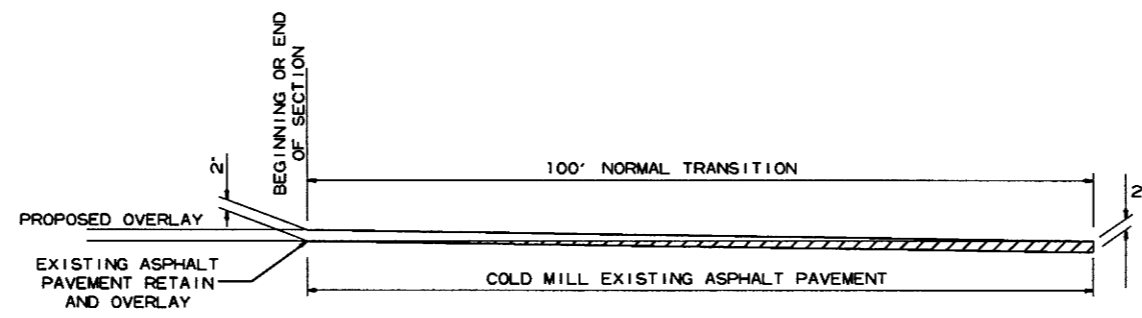 BEGINNING OR END
OF SECTION
2"
100' NORMAL TRANSITION
2
PROPOSED OVERLAY
EXISTING ASPHALT
PAVEMENT RETAIN
AND OVERLAY
COLD MILL EXISTING ASPHALT PAVEMENT